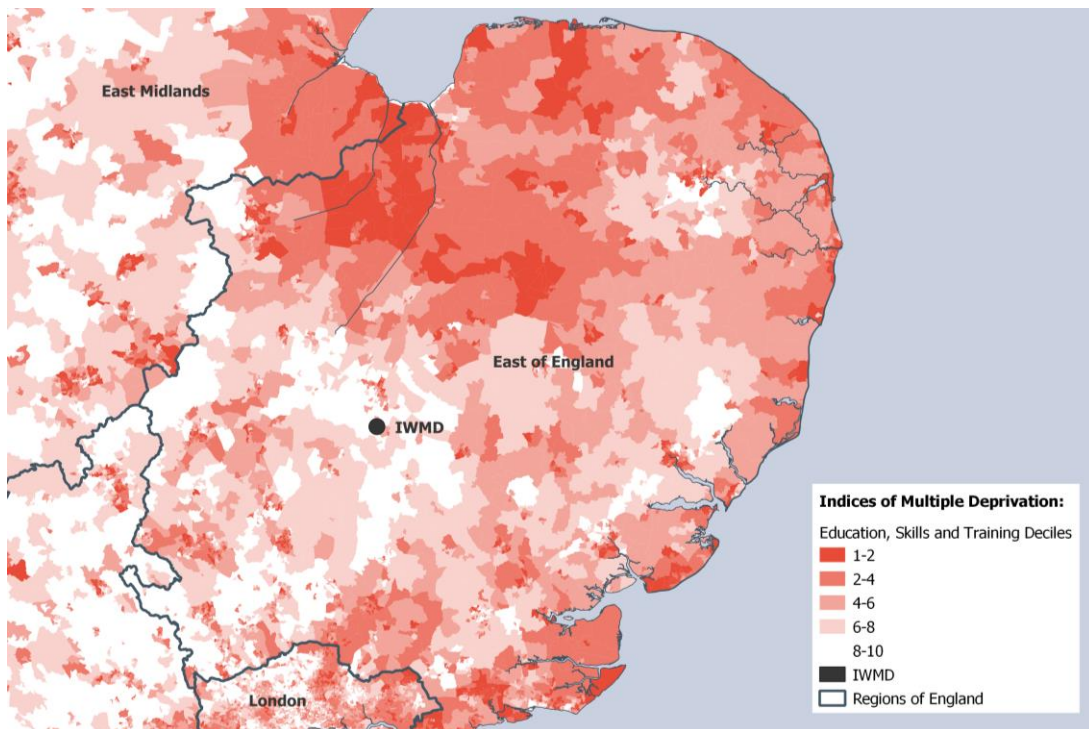 East Midlands
East of England
IWMD
London
Indices of Multiple Deprivation:
Education, Skills and Training Deciles
1-2
2-4
4-6
6-8
8-10
IWMD
Regions of England